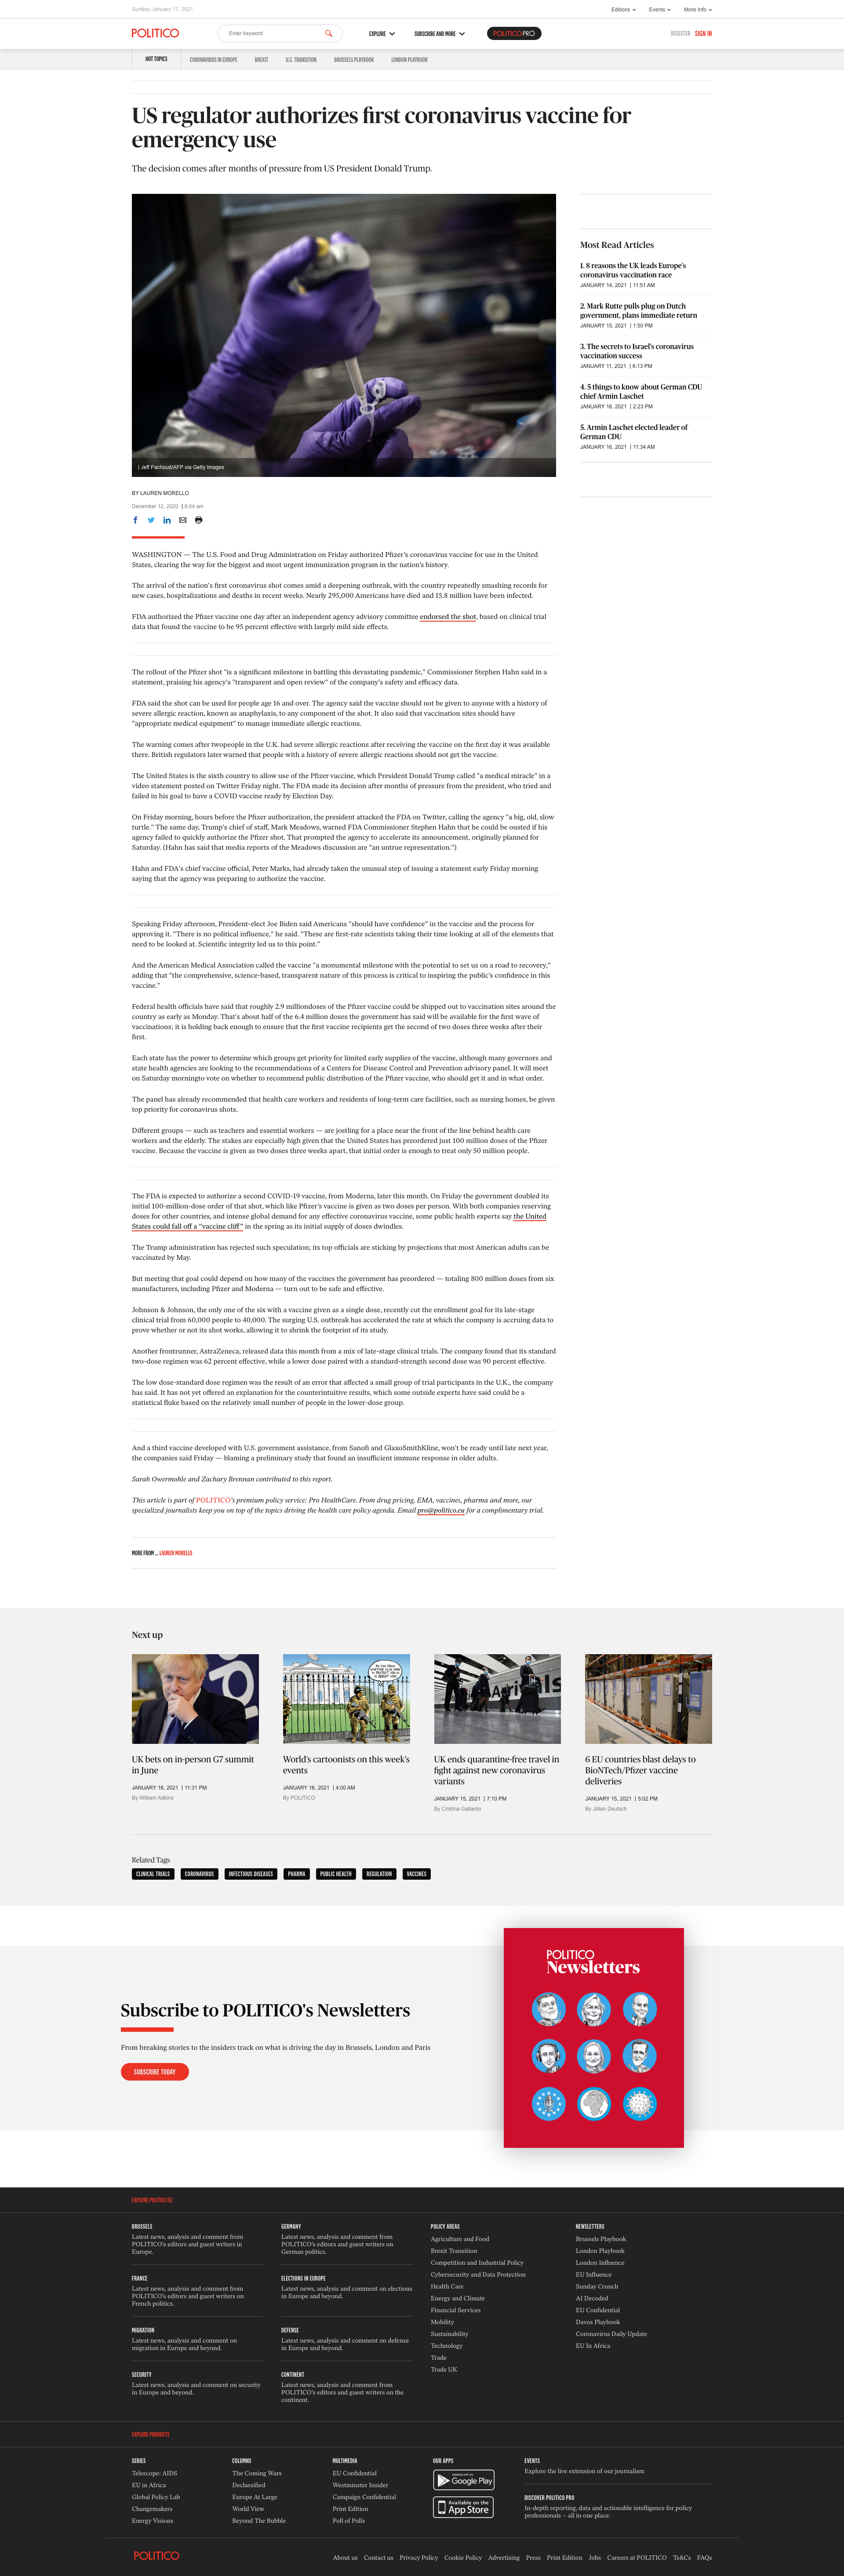 Sunday, January 17, 2021
Editions
Events
More Info
POLITICO
Enter keyword
EXPLORE
SUBSCRIBE AND MORE
POLITICOPRO
REGISTER
SIGN IN
HOT TOPICS
CORONAVIRUS IN EUROPE
BREXIT
U.S. TRANSITION
BRUSSELS PLAYBOOK
LONDON PLAYBOOK
US regulator authorizes first coronavirus vaccine for
emergency use
The decision comes after months of pressure from US President Donald Trump.
| Jeff Pachoud/AFP via Getty Images
BY LAUREN MORELLO
December 12, 2020 | 8:04 am
WASHINGTON — The U.S. Food and Drug Administration on Friday authorized Pfizer's coronavirus vaccine for use in the United
States, clearing the way for the biggest and most urgent immunization program in the nation's history.
The arrival of the nation's first coronavirus shot comes amid a deepening outbreak, with the country repeatedly smashing records for
new cases, hospitalizations and deaths in recent weeks. Nearly 295,000 Americans have died and 15.8 million have been infected.
FDA authorized the Pfizer vaccine one day after an independent agency advisory committee endorsed the shot, based on clinical trial
data that found the vaccine to be 95 percent effective with largely mild side effects.
The rollout of the Pfizer shot "is a significant milestone in battling this devastating pandemic," Commissioner Stephen Hahn said in a
statement, praising his agency's "transparent and open review" of the company's safety and efficacy data.
FDA said the shot can be used for people age 16 and over. The agency said the vaccine should not be given to anyone with a history of
severe allergic reaction, known as anaphylaxis, to any component of the shot. It also said that vaccination sites should have
"appropriate medical equipment" to manage immediate allergic reactions.
The warning comes after twopeople in the U.K. had severe allergic reactions after receiving the vaccine on the first day it was available
there. British regulators later warned that people with a history of severe allergic reactions should not get the vaccine.
The United States is the sixth country to allow use of the Pfizer vaccine, which President Donald Trump called "a medical miracle" in a
video statement posted on Twitter Friday night. The FDA made its decision after months of pressure from the president, who tried and
failed in his goal to have a COVID vaccine ready by Election Day.
On Friday morning, hours before the Pfizer authorization, the president attacked the FDA on Twitter, calling the agency "a big, old, slow
turtle." The same day, Trump's chief of staff, Mark Meadows, warned FDA Commissioner Stephen Hahn that he could be ousted if his
agency failed to quickly authorize the Pfizer shot. That prompted the agency to accelerate its announcement, originally planned for
Saturday. (Hahn has said that media reports of the Meadows discussion are "an untrue representation.")
Hahn and FDA's chief vaccine official, Peter Marks, had already taken the unusual step of issuing a statement early Friday morning
saying that the agency was preparing to authorize the vaccine.
Speaking Friday afternoon, President-elect Joe Biden said Americans "should have confidence" in the vaccine and the process for
approving it. "There is no political influence," he said. "These are first-rate scientists taking their time looking at all of the elements that
need to be looked at. Scientific integrity led us to this point."
And the American Medical Association called the vaccine "a monumental milestone with the potential to set us on a road to recovery,"
adding that "the comprehensive, science-based, transparent nature of this process is critical to inspiring the public's confidence in this
vaccine."
Federal health officials have said that roughly 2.9 milliondoses of the Pfizer vaccine could be shipped out to vaccination sites around the
country as early as Monday. That's about half of the 6.4 million doses the government has said will be available for the first wave of
vaccinations; it is holding back enough to ensure that the first vaccine recipients get the second of two doses three weeks after their
first.
Each state has the power to determine which groups get priority for limited early supplies of the vaccine, although many governors and
state health agencies are looking to the recommendations of a Centers for Disease Control and Prevention advisory panel. It will meet
on Saturday morningto vote on whether to recommend public distribution of the Pfizer vaccine, who should get it and in what order.
The panel has already recommended that health care workers and residents of long-term care facilities, such as nursing homes, be given
top priority for coronavirus shots.
Different groups — such as teachers and essential workers — are jostling for a place near the front of the line behind health care
workers and the elderly. The stakes are especially high given that the United States has preordered just 100 million doses of the Pfizer
vaccine. Because the vaccine is given as two doses three weeks apart, that initial order is enough to treat only 50 million people.
The FDA is expected to authorize a second COVID-19 vaccine, from Moderna, later this month. On Friday the government doubled its
initial 100-million-dose order of that shot, which like Pfizer's vaccine is given as two doses per person. With both companies reserving
doses for other countries, and intense global demand for any effective coronavirus vaccine, some public health experts say the United
States could fall off a "vaccine cliff" in the spring as its initial supply of doses dwindles.
The Trump administration has rejected such speculation; its top officials are sticking by projections that most American adults can be
vaccinated by May.
But meeting that goal could depend on how many of the vaccines the government has preordered — totaling 800 million doses from six
manufacturers, including Pfizer and Moderna — turn out to be safe and effective.
Johnson & Johnson, the only one of the six with a vaccine given as a single dose, recently cut the enrollment goal for its late-stage
clinical trial from 60,000 people to 40,000. The surging U.S. outbreak has accelerated the rate at which the company is accruing data to
prove whether or not its shot works, allowing it to shrink the footprint of its study.
Another frontrunner, AstraZeneca, released data this month from a mix of late-stage clinical trials. The company found that its standard
two-dose regimen was 62 percent effective, while a lower dose paired with a standard-strength second dose was 90 percent effective.
The low dose-standard dose regimen was the result of an error that affected a small group of trial participants in the U.K., the company
has said. It has not yet offered an explanation for the counterintuitive results, which some outside experts have said could be a
statistical fluke based on the relatively small number of people in the lower-dose group.
And a third vaccine developed with U.S. government assistance, from Sanofi and GlaxoSmithKline, won't be ready until late next year,
the companies said Friday — blaming a preliminary study that found an insufficient immune response in older adults.
Sarah Owermohle and Zachary Brennan contributed to this report.
This article is part of POLITICO's premium policy service: Pro HealthCare. From drug pricing, EMA, vaccines, pharma and more, our
specialized journalists keep you on top of the topics driving the health care policy agenda. Email pro@politico.eu for a complimentary trial.
MORE FROM ... LAUREN MORELLO
Most Read Articles
1. 8 reasons the UK leads Europe's
coronavirus vaccination race
JANUARY 14, 2021 | 11:51 AM
2. Mark Rutte pulls plug on Dutch
government, plans immediate return
JANUARY 15, 2021 | 1:50 PM
3. The secrets to Israel's coronavirus
vaccination success
JANUARY 11, 2021 | 6:13 PM
4. 5 things to know about German CDU
chief Armin Laschet
JANUARY 16, 2021 | 2:23 PM
5. Armin Laschet elected leader of
German CDU
JANUARY 16, 2021 | 11:34 AM
Next up
UK bets on in-person G7 summit
in June
JANUARY 16, 2021 | 11:31 PM
By William Adkins
World's cartoonists on this week's
events
JANUARY 16, 2021 | 4:00 AM
By POLITICO
UK ends quarantine-free travel in
fight against new coronavirus
variants
JANUARY 15, 2021 | 7:10 PM
By Cristina Gallardo
6 EU countries blast delays to
BioNTech/Pfizer vaccine
deliveries
JANUARY 15, 2021 | 5:02 PM
By Jillian Deutsch
Related Tags
CLINICAL TRIALS
CORONAVIRUS
INFECTIOUS DISEASES
PHARMA
PUBLIC HEALTH
REGULATION
VACCINES
Subscribe to POLITICO's Newsletters
From breaking stories to the insiders track on what is driving the day in Brussels, London and Paris
SUBSCRIBE TODAY
POLITICO
Newsletters
EXPLORE POLITICO EU
BRUSSELS
Latest news, analysis and comment from
POLITICO's editors and guest writers in
Europe.
FRANCE
Latest news, analysis and comment from
POLITICO's editors and guest writers on
French politics.
MIGRATION
Latest news, analysis and comment on
migration in Europe and beyond.
SECURITY
Latest news, analysis and comment on security
in Europe and beyond.
GERMANY
Latest news, analysis and comment from
POLITICO's editors and guest writers on
German politics.
ELECTIONS IN EUROPE
Latest news, analysis and comment on elections
in Europe and beyond.
DEFENSE
Latest news, analysis and comment on defense
in Europe and beyond.
CONTINENT
Latest news, analysis and comment from
POLITICO's editors and guest writers on the
continent.
POLICY AREAS
Agriculture and Food
Brexit Transition
Competition and Industrial Policy
Cybersecurity and Data Protection
Health Care
Energy and Climate
Financial Services
Mobility
Sustainability
Technology
Trade
Trade UK
NEWSLETTERS
Brussels Playbook
London Playbook
London Influence
EU Influence
Sunday Crunch
AI Decoded
EU Confidential
Davos Playbook
Coronavirus Daily Update
EU In Africa
EXPLORE PRODUCTS
SERIES
Telescope: AIDS
EU in Africa
Global Policy Lab
Changemakers
Energy Visions
COLUMNS
The Coming Wars
Declassified
Europe At Large
World View
Beyond The Bubble
MULTIMEDIA
EU Confidential
Westminster Insider
Campaign Confidential
Print Edition
Poll of Polls
OUR APPS
Google Play
Available on the
App Store
EVENTS
Explore the live extension of our journalism
DISCOVER POLITICO PRO
In-depth reporting, data and actionable intelligence for policy
professionals – all in one place.
POLITICO
About us
Contact us
Privacy Policy
Cookie Policy
Advertising
Press
Print Edition
Jobs
Careers at POLITICO
Ts&Cs
FAQs